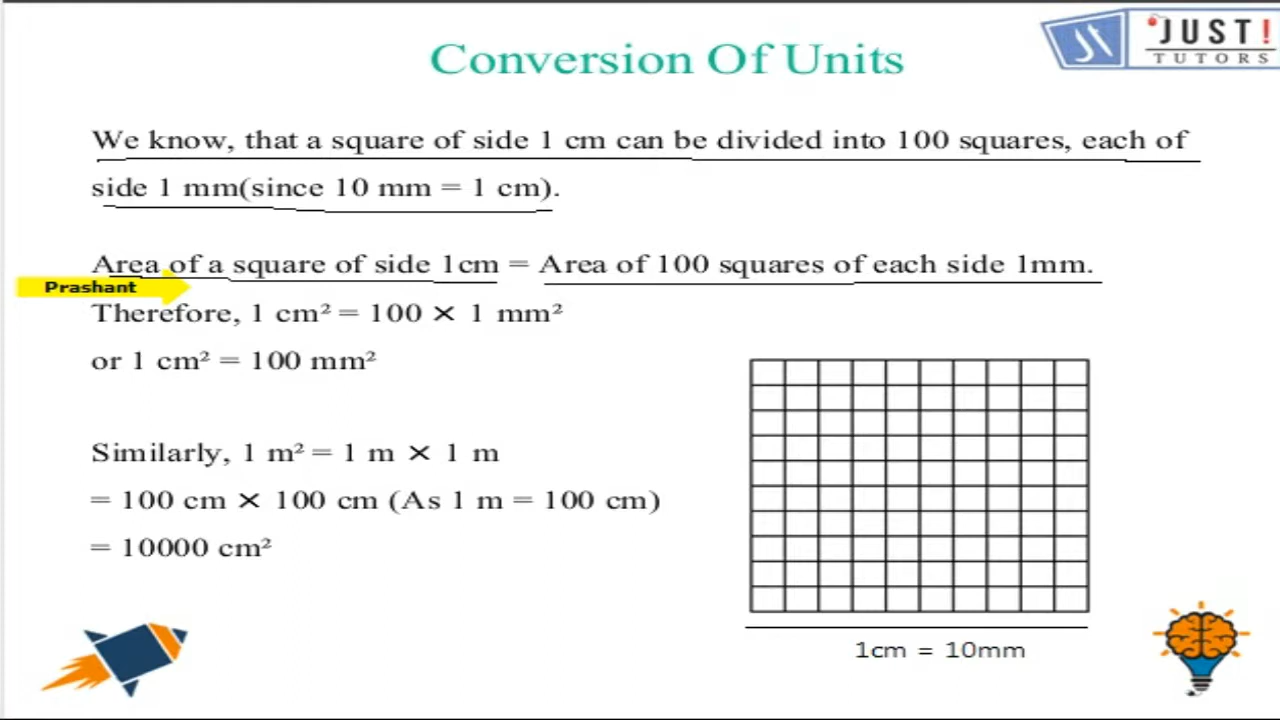 Conversion Of Units
JUST!
TUTORS
We know, that a square of side 1 cm can be divided into 100 squares, each of
side 1 mm(since 10 mm = 1 cm).
Area of a square of side 1cm = Area of 100 squares of each side 1mm.
Prashant
Therefore, 1 cm² = 100 × 1 mm²
or 1 cm² = 100 mm²
Similarly, 1 m² = 1 m × 1 m
= 100 cm × 100 cm (As 1 m = 100 cm)
= 10000 cm²
1cm = 10mm